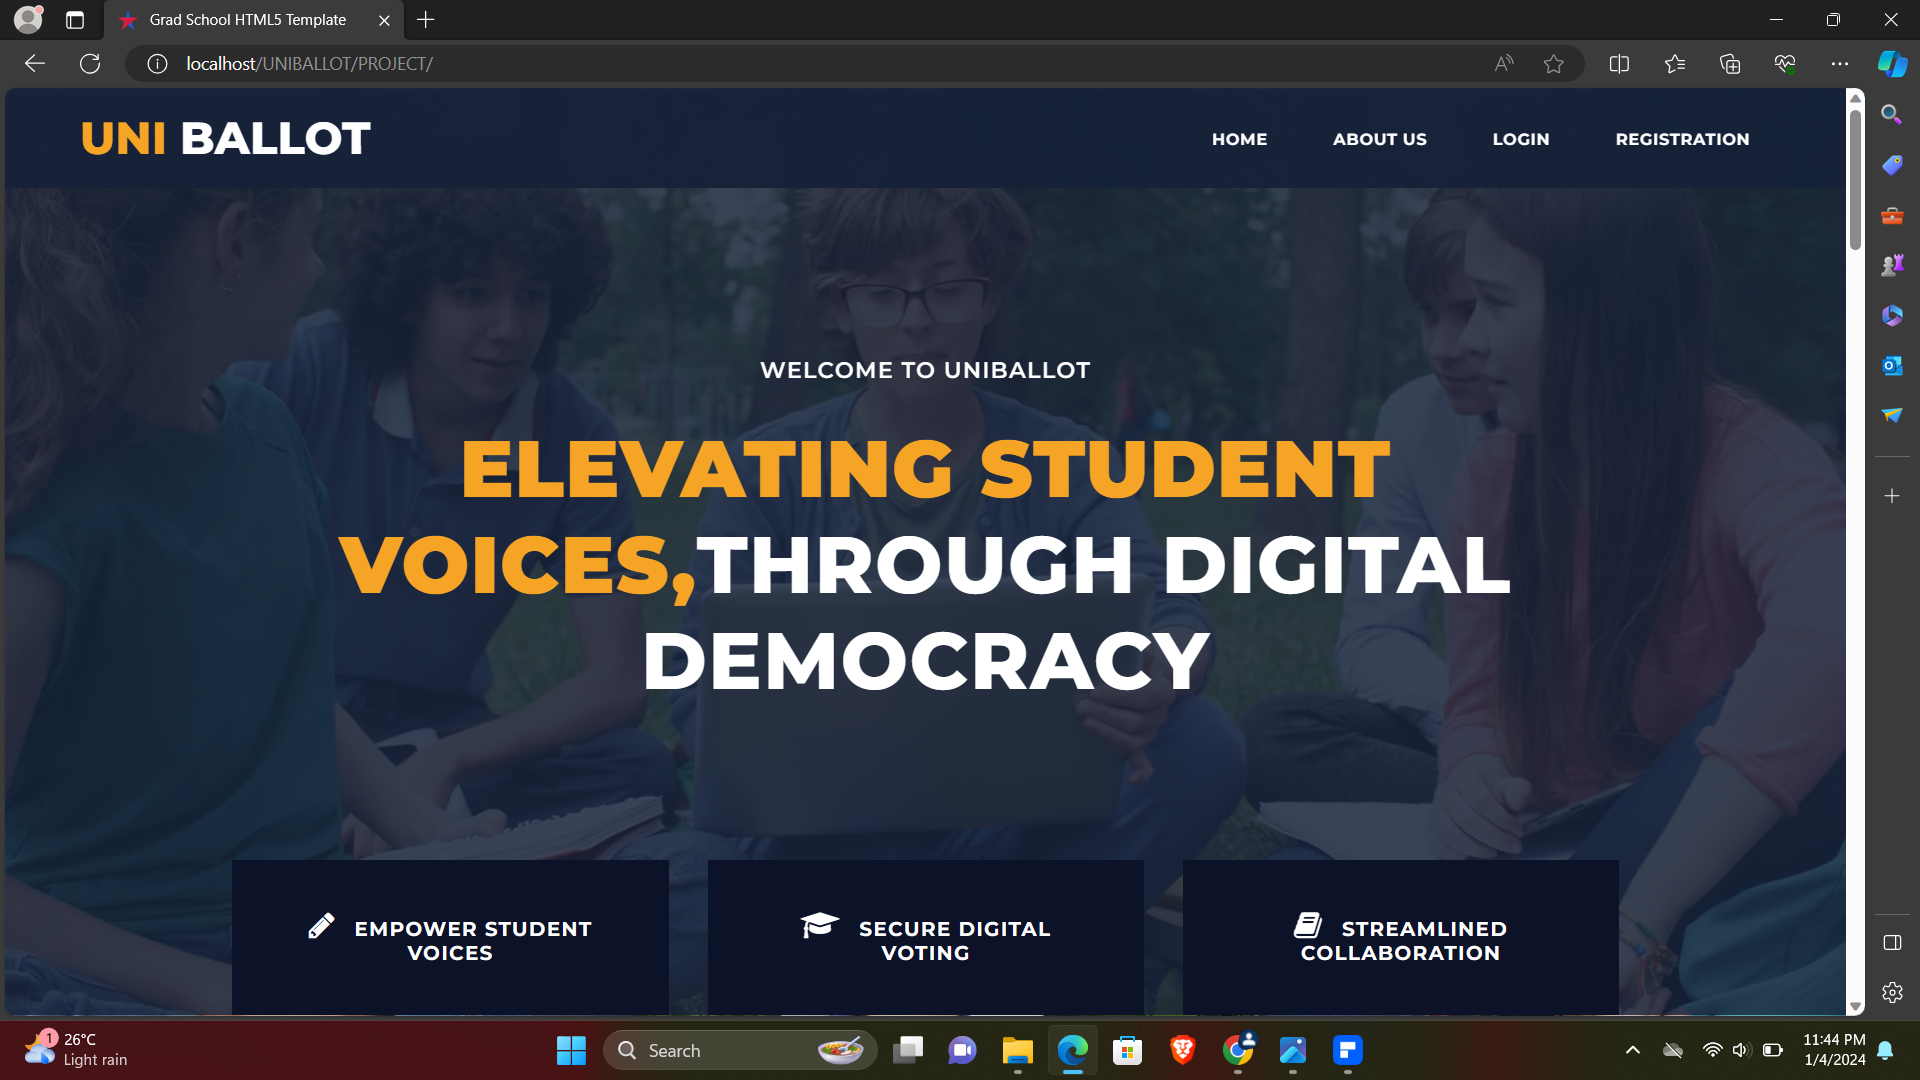 Grad School HTML5 Template
localhost/UNIBALLOT/PROJECT/
UNI BALLOT
HOME
ABOUT US
LOGIN
REGISTRATION
WELCOME TO UNIBALLOT
ELEVATING STUDENT
VOICES,THROUGH DIGITAL
DEMOCRACY
EMPOWER STUDENT
VOICES
SECURE DIGITAL
VOTING
STREAMLINED
COLLABORATION
1
26°C
Light rain
Search
11:44 PM
1/4/2024